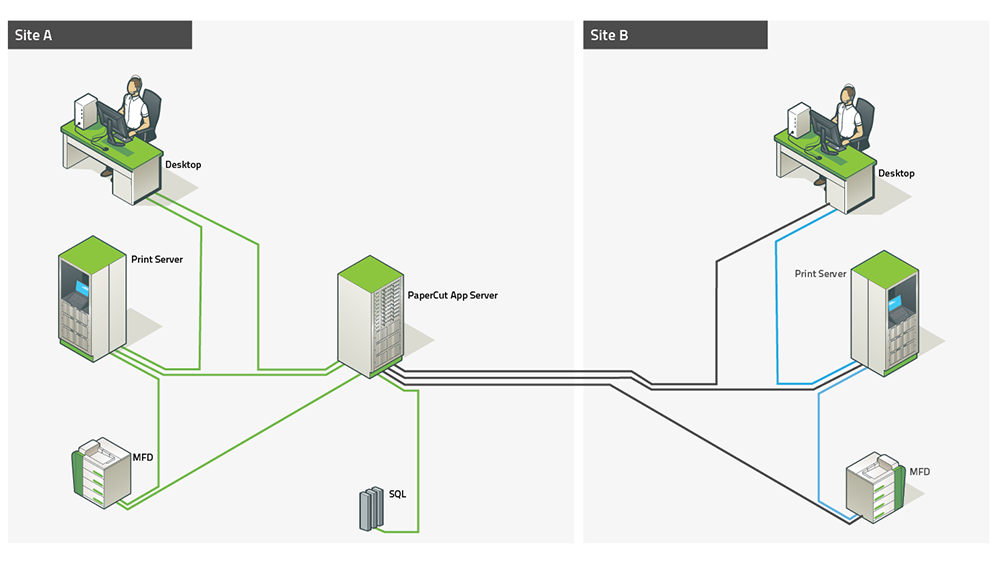 Site A
Site B
Desktop
Desktop
Print Server
Print Server
PaperCut App Server
MFD
MFD
SQL